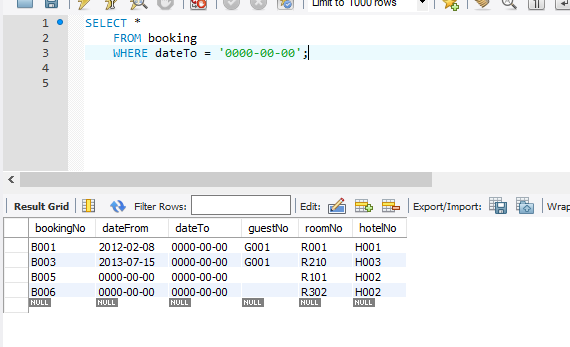 Limit to 1000 rows
1 SELECT *
2 FROM booking
3 WHERE dateTo = '0000-00-00';
4
5
Result Grid Filter Rows: Edit: Export/Import: Wrap
bookingNo dateFrom dateTo guestNo roomNo hotelNo
B001 2012-02-08 0000-00-00 G001 R001 H001
B003 2013-07-15 0000-00-00 G001 R210 H003
B005 0000-00-00 0000-00-00 R101 H002
B006 0000-00-00 0000-00-00 R302 H002
NULL NULL NULL NULL NULL NULL